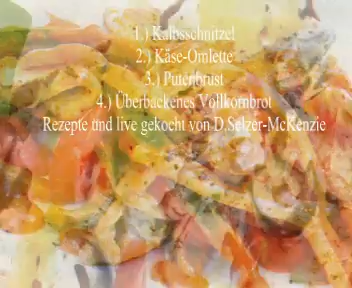 1.) Kalbsschnitzel
2.) Käse-Omlette
3.) Putenbrust
4.) Überbackenes Vollkornbrot
Rezepte und live gekocht von D.Selzer-McKenzie